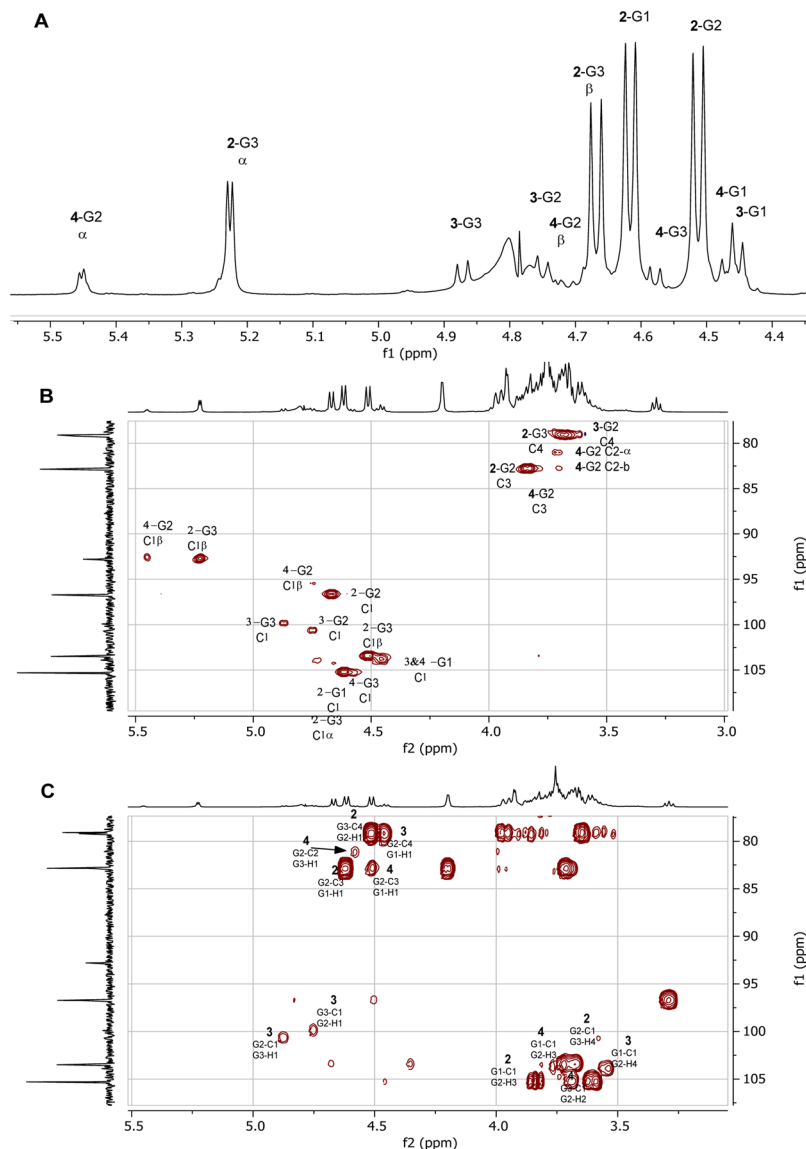 A
2-G1
2-G2
2-G3
β
2-G3
α
4-G2
α
3-G2
4-G2
β
3-G3
4-G3
4-G1
3-G1
5.5 5.4 5.3 5.2 5.1 5.0 4.9 4.8 4.7 4.6 4.5 4.4
f1 (ppm)
B
2-G3
C4
3-G2
C4
4-G2 C2-α
2-G2
C3
4-G2 C2-b
4-G2
C3
4-G2
C1β
2-G3
C1β
4-G2
C1β
2-G2
C1
3-G3
C1
3-G2
C1
2-G3
C1β
3&4 -G1
C1
4-G3
C1
2-G1
C1
2-G3
C1α
80
85
90
95
100
105
f1 (ppm)
5.5 5.0 4.5 4.0 3.5 3.0
f2 (ppm)
C
2
G3-C4
G2-H1
3
G2-C4
G1-H1
4
G2-C2
G3-H1
2
G2-C3
G1-H1
4
G2-C3
G1-H1
3
G3-C1
G2-H1
3
G2-C1
G3-H1
2
G2-C1
G3-H4
4
G1-C1
G2-H3
3
G1-C1
G2-H4
2
G1-C1
G2-H3
4
G3-C1
G2-H2
80
85
90
95
100
105
f1 (ppm)
5.5 5.0 4.5 4.0 3.5
f2 (ppm)